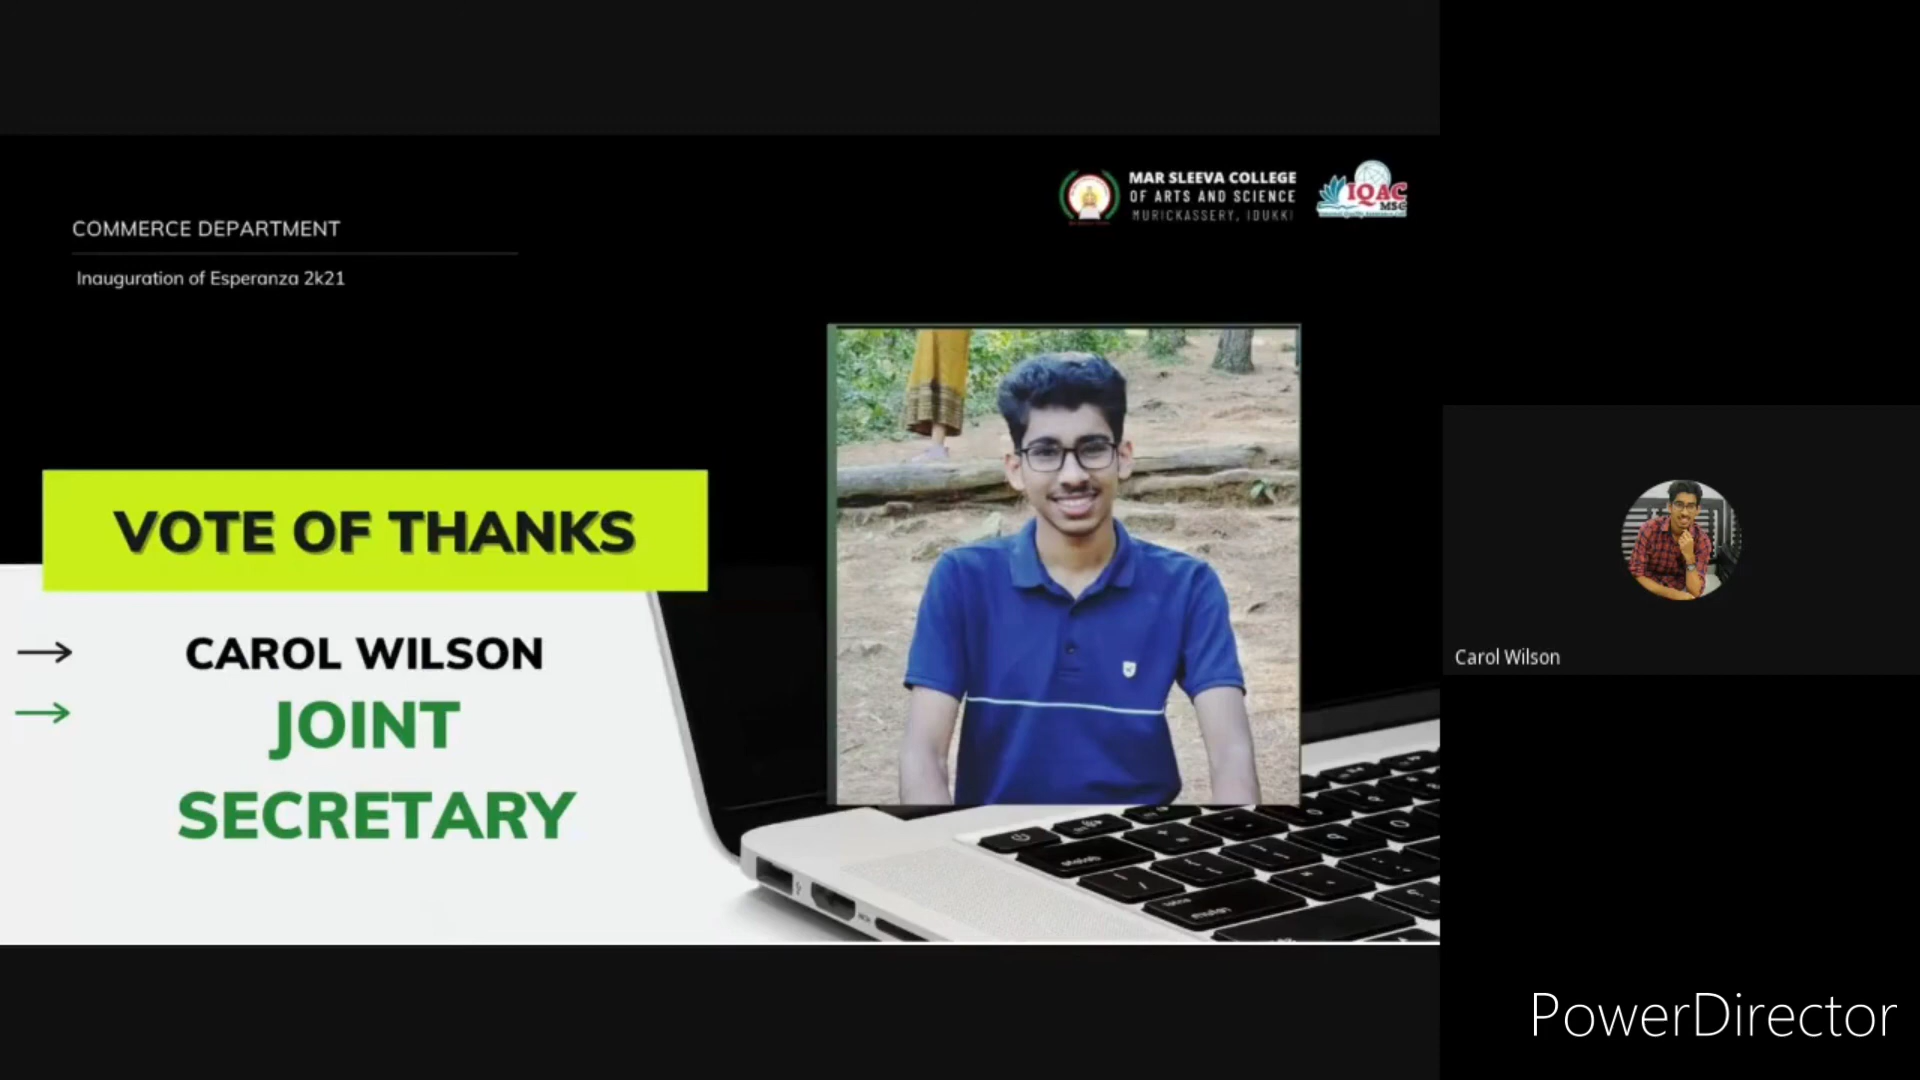 COMMERCE DEPARTMENT
Inauguration of Esperanza 2k21
MAR SLEEVA COLLEGE
OF ARTS AND SCIENCE
MURICKASSERY, IDUKKI
IQAC
MSC
VOTE OF THANKS
CAROL WILSON
JOINT
SECRETARY
Carol Wilson
PowerDirector